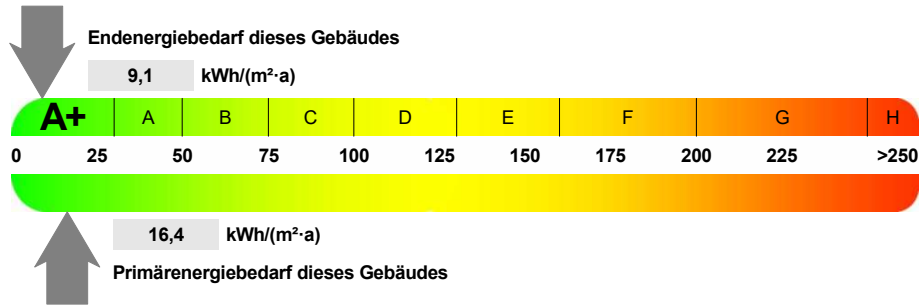 Endenergiebedarf dieses Gebäudes
9,1 kWh/(m²·a)
A+ A B C D E F G H
0 25 50 75 100 125 150 175 200 225 >250
16,4 kWh/(m²·a)
Primärenergiebedarf dieses Gebäudes